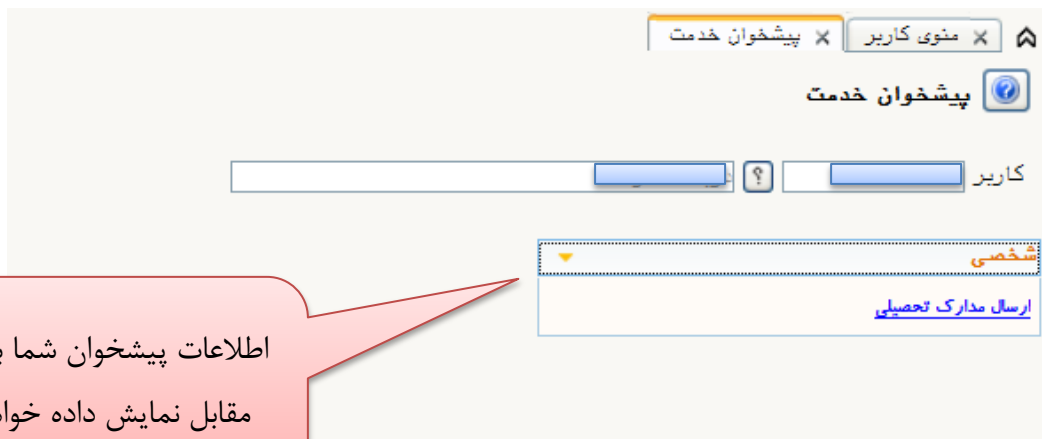 منوی کاربر
پیشخوان خدمت
پیشخوان خدمت
کاربر
؟
شخصی
ارسال مدارک تحصیلی
اطلاعات پیشخوان شما
مقابل نمایش داده